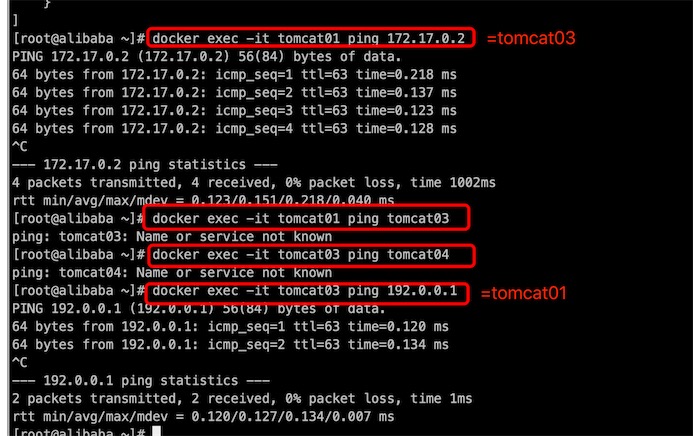 }
]
[root@alibaba ~]# docker exec -it tomcat01 ping 172.17.0.2 =tomcat03
PING 172.17.0.2 (172.17.0.2) 56(84) bytes of data.
64 bytes from 172.17.0.2: icmp_seq=1 ttl=63 time=0.218 ms
64 bytes from 172.17.0.2: icmp_seq=2 ttl=63 time=0.137 ms
64 bytes from 172.17.0.2: icmp_seq=3 ttl=63 time=0.123 ms
64 bytes from 172.17.0.2: icmp_seq=4 ttl=63 time=0.128 ms
^C
--- 172.17.0.2 ping statistics ---
4 packets transmitted, 4 received, 0% packet loss, time 1002ms
rtt min/avg/max/mdev = 0.123/0.151/0.218/0.040 ms
[root@alibaba ~]# docker exec -it tomcat01 ping tomcat03
ping: tomcat03: Name or service not known
[root@alibaba ~]# docker exec -it tomcat03 ping tomcat04
ping: tomcat04: Name or service not known
[root@alibaba ~]# docker exec -it tomcat03 ping 192.0.0.1 =tomcat01
PING 192.0.0.1 (192.0.0.1) 56(84) bytes of data.
64 bytes from 192.0.0.1: icmp_seq=1 ttl=63 time=0.120 ms
64 bytes from 192.0.0.1: icmp_seq=2 ttl=63 time=0.134 ms
^C
--- 192.0.0.1 ping statistics ---
2 packets transmitted, 2 received, 0% packet loss, time 1ms
rtt min/avg/max/mdev = 0.120/0.127/0.134/0.007 ms
[root@alibaba ~]#